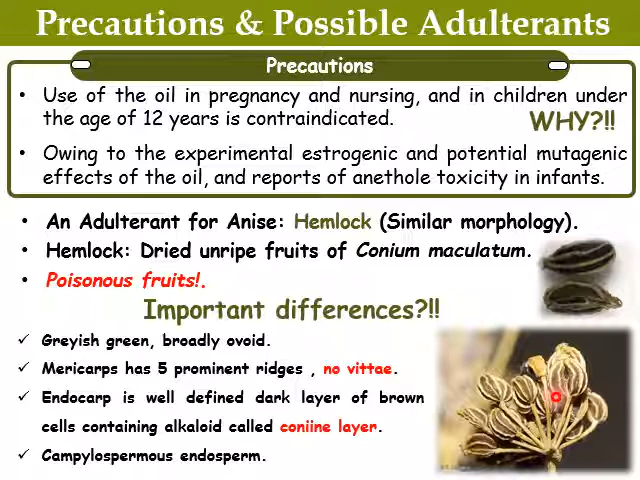 Precautions & Possible Adulterants
Precautions
• Use of the oil in pregnancy and nursing, and in children under
the age of 12 years is contraindicated.
WHY?!!
• Owing to the experimental estrogenic and potential mutagenic
effects of the oil, and reports of anethole toxicity in infants.
• An Adulterant for Anise: Hemlock (Similar morphology).
• Hemlock: Dried unripe fruits of Conium maculatum.
• Poisonous fruits!.
Important differences?!!
✓ Greyish green, broadly ovoid.
✓ Mericarps has 5 prominent ridges , no vittae.
✓ Endocarp is well defined dark layer of brown
cells containing alkaloid called coniine layer.
✓ Campylospermous endosperm.